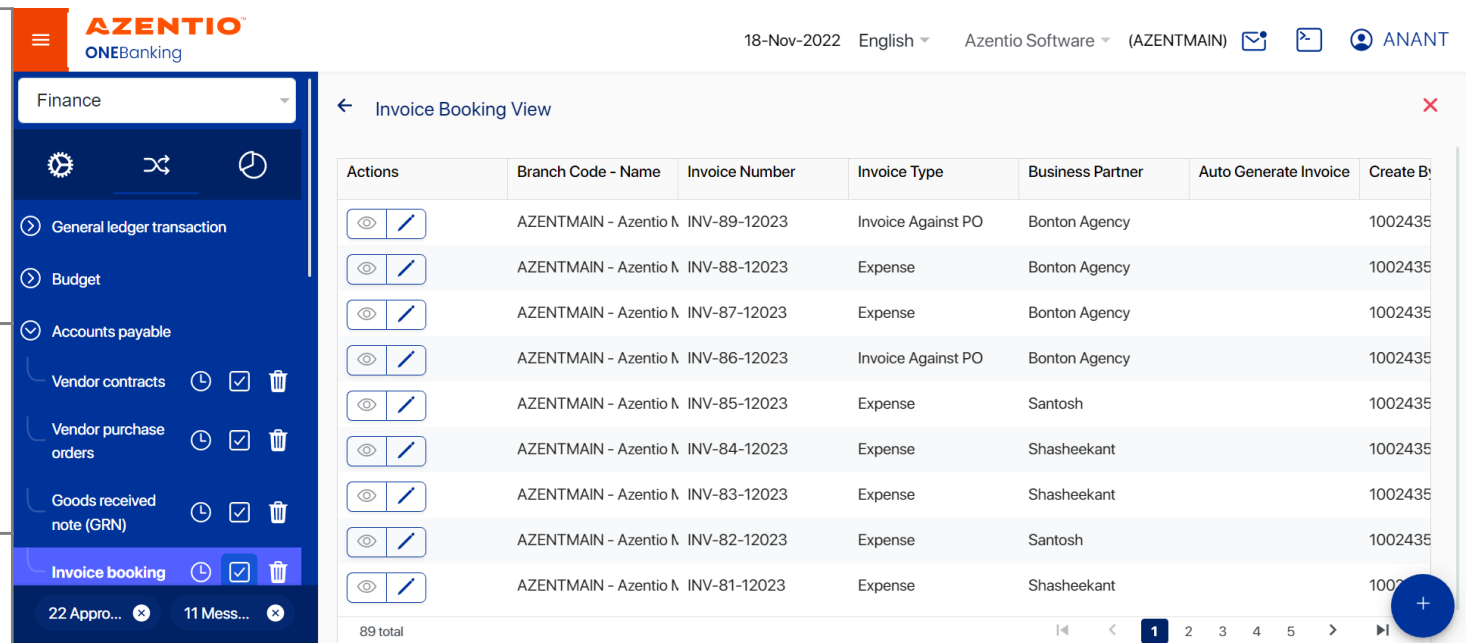 AZENTIO
ONEBanking
18-Nov-2022 English Azentio Software (AZENTMAIN) ANANT
Finance
General ledger transaction
Budget
Accounts payable
Vendor contracts
Vendor purchase
orders
Goods received
note (GRN)
Invoice booking
22 Appro... 11 Mess...
Invoice Booking View
Actions Branch Code - Name Invoice Number Invoice Type Business Partner Auto Generate Invoice Create By
AZENTMAIN - Azentio M INV-89-12023 Invoice Against PO Bonton Agency 1002435
AZENTMAIN - Azentio M INV-88-12023 Expense Bonton Agency 1002435
AZENTMAIN - Azentio M INV-87-12023 Expense Bonton Agency 1002435
AZENTMAIN - Azentio M INV-86-12023 Invoice Against PO Bonton Agency 1002435
AZENTMAIN - Azentio M INV-85-12023 Expense Santosh 1002435
AZENTMAIN - Azentio M INV-84-12023 Expense Shasheekant 1002435
AZENTMAIN - Azentio M INV-83-12023 Expense Shasheekant 1002435
AZENTMAIN - Azentio M INV-82-12023 Expense Santosh 1002435
AZENTMAIN - Azentio M INV-81-12023 Expense Shasheekant
89 total 1 2 3 4 5